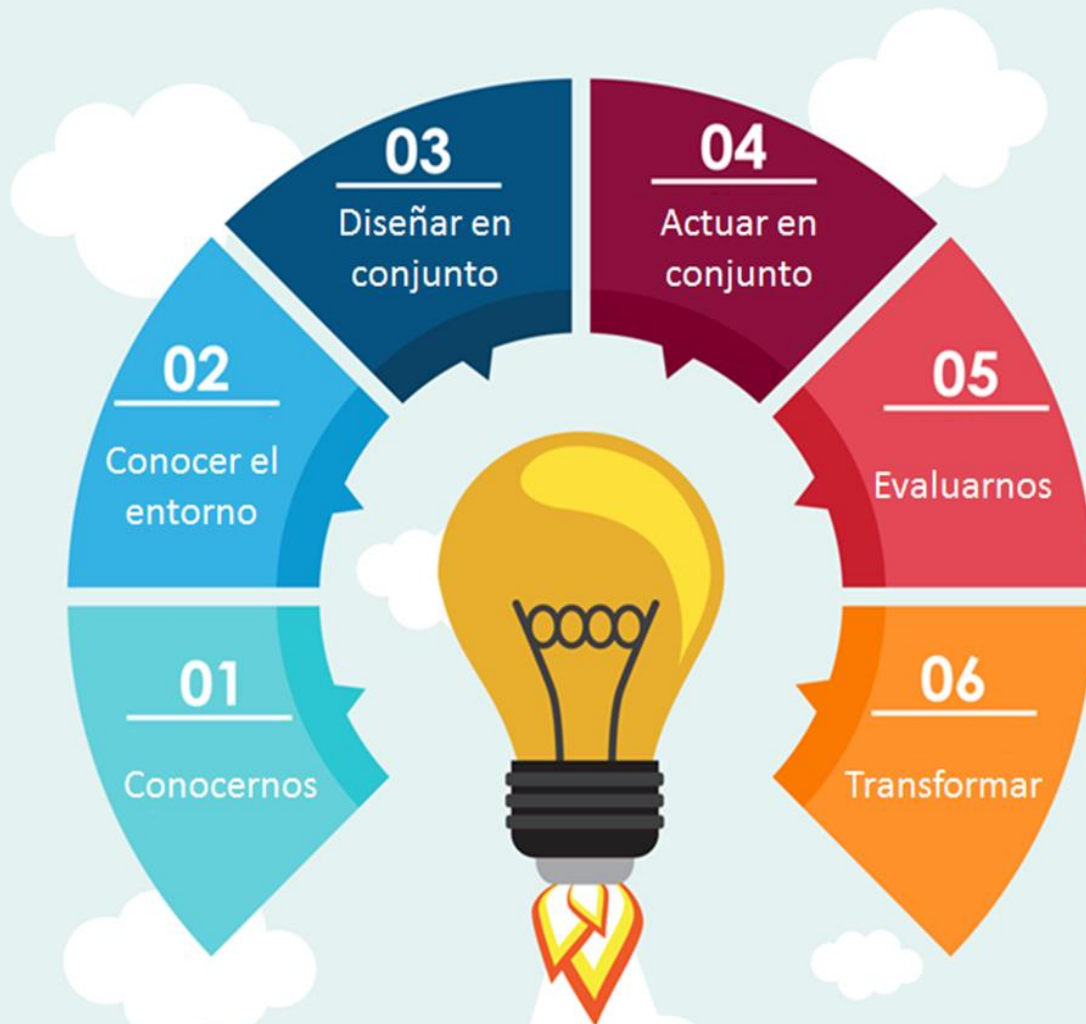 01
Conocernos
02
Conocer el
entorno
03
Diseñar en
conjunto
04
Actuar en
conjunto
05
Evaluarnos
06
Transformar